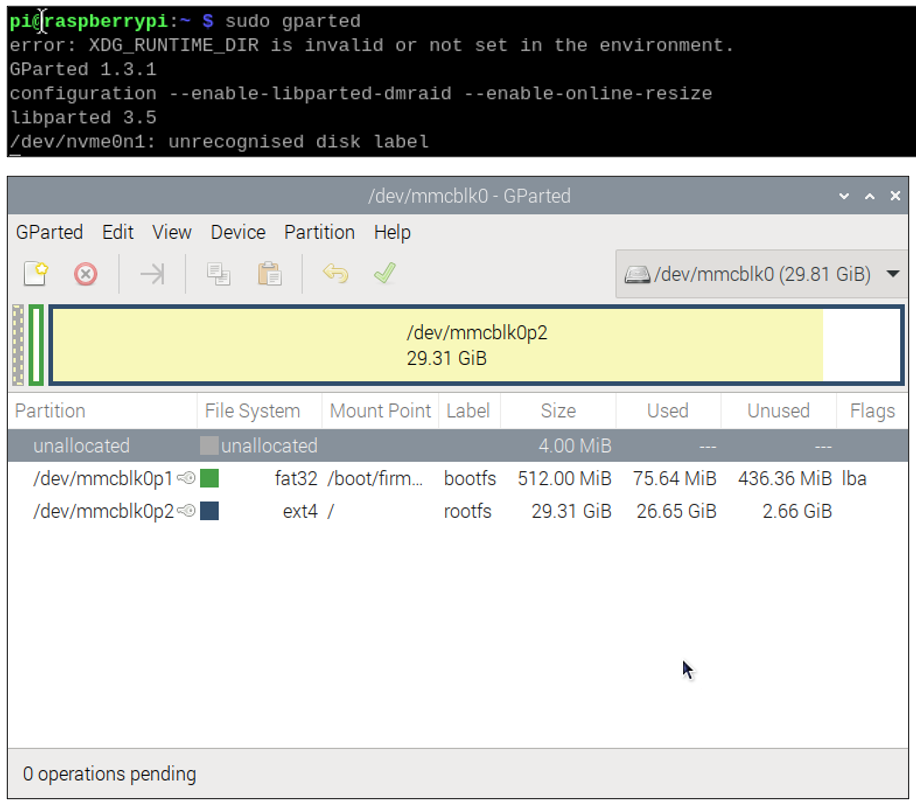 pi@raspberrypi:~ $ sudo gparted
error: XDG_RUNTIME_DIR is invalid or not set in the environment.
GParted 1.3.1
configuration --enable-libparted-dmraid --enable-online-resize
libparted 3.5
/dev/nvme0n1: unrecognised disk label
/dev/mmcblk0 - GParted
GParted Edit View Device Partition Help
/dev/mmcblk0 (29.81 GiB)
/dev/mmcblk0p2
29.31 GiB
Partition File System Mount Point Label Size Used Unused Flags
unallocated unallocated 4.00 MiB --- ---
/dev/mmcblk0p1 fat32 /boot/firm... bootfs 512.00 MiB 75.64 MiB 436.36 MiB lba
/dev/mmcblk0p2 ext4 / rootfs 29.31 GiB 26.65 GiB 2.66 GiB
0 operations pending